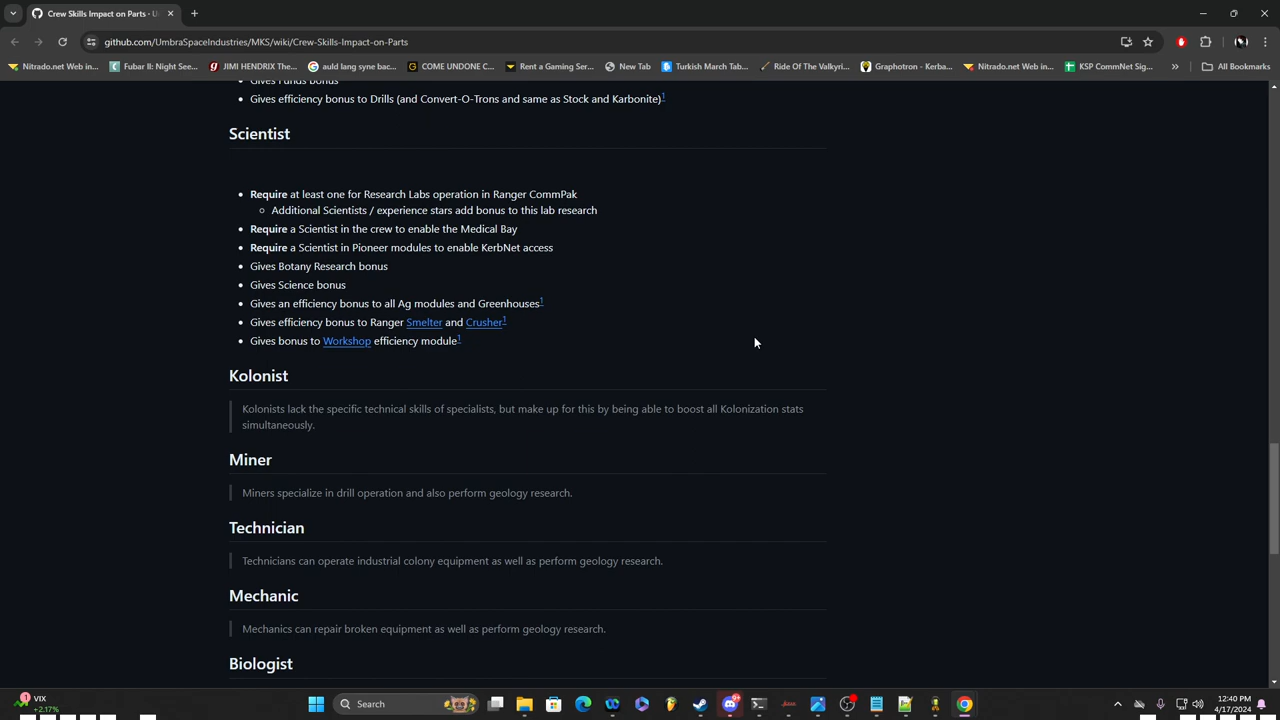 Crew Skills Impact on Parts · U
github.com/UmbraSpaceIndustries/MKS/wiki/Crew-Skills-Impact-on-Parts
Nitrado.net Web in...
Fubar II: Night See...
JIMI HENDRIX The...
auld lang syne bac...
COME UNDONE C...
Rent a Gaming Ser...
New Tab
Turkish March Tab...
Ride Of The Valkyri...
Graphotron - Kerba...
Nitrado.net Web in...
KSP CommNet Sig...
»
All Bookmarks
Gives Funds bonus
Gives efficiency bonus to Drills (and Convert-O-Trons and same as Stock and Karbonite)1
Scientist
Require at least one for Research Labs operation in Ranger CommPak
Additional Scientists / experience stars add bonus to this lab research
Require a Scientist in the crew to enable the Medical Bay
Require a Scientist in Pioneer modules to enable KerbNet access
Gives Botany Research bonus
Gives Science bonus
Gives an efficiency bonus to all Ag modules and Greenhouses1
Gives efficiency bonus to Ranger Smelter and Crusher1
Gives bonus to Workshop efficiency module1
Kolonist
Kolonists lack the specific technical skills of specialists, but make up for this by being able to boost all Kolonization stats
simultaneously.
Miner
Miners specialize in drill operation and also perform geology research.
Technician
Technicians can operate industrial colony equipment as well as perform geology research.
Mechanic
Mechanics can repair broken equipment as well as perform geology research.
Biologist
1
VIX
+2.17%
Search
12:40 PM
4/17/2024